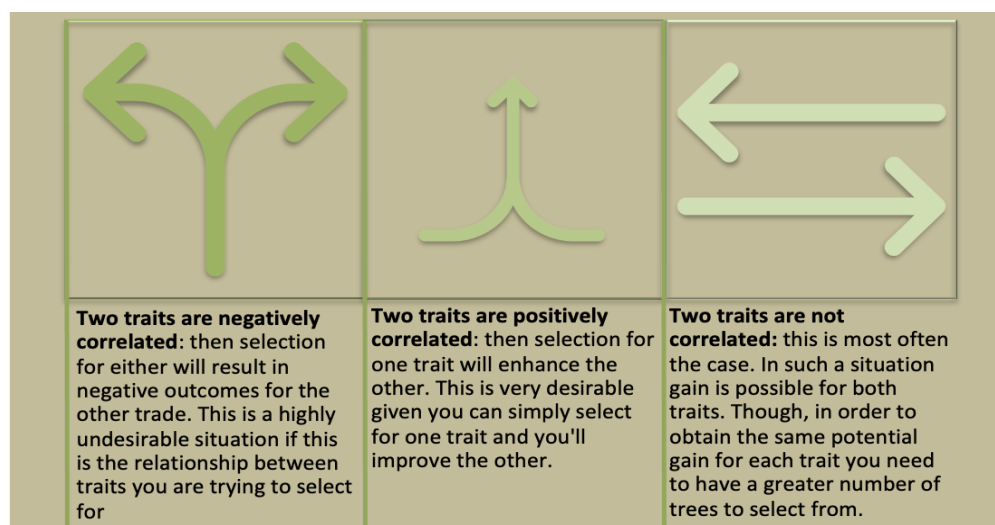 Two traits are negatively
correlated: then selection
for either will result in
negative outcomes for the
other trade. This is a highly
undesirable situation if this
is the relationship between
traits you are trying to select
for
Two traits are positively
correlated: then selection for
one trait will enhance the
other. This is very desirable
given you can simply select
for one trait and you'll
improve the other.
Two traits are not
correlated: this is most often
the case. In such a situation
gain is possible for both
traits. Though, in order to
obtain the same potential
gain for each trait you need
to have a greater number of
trees to select from.